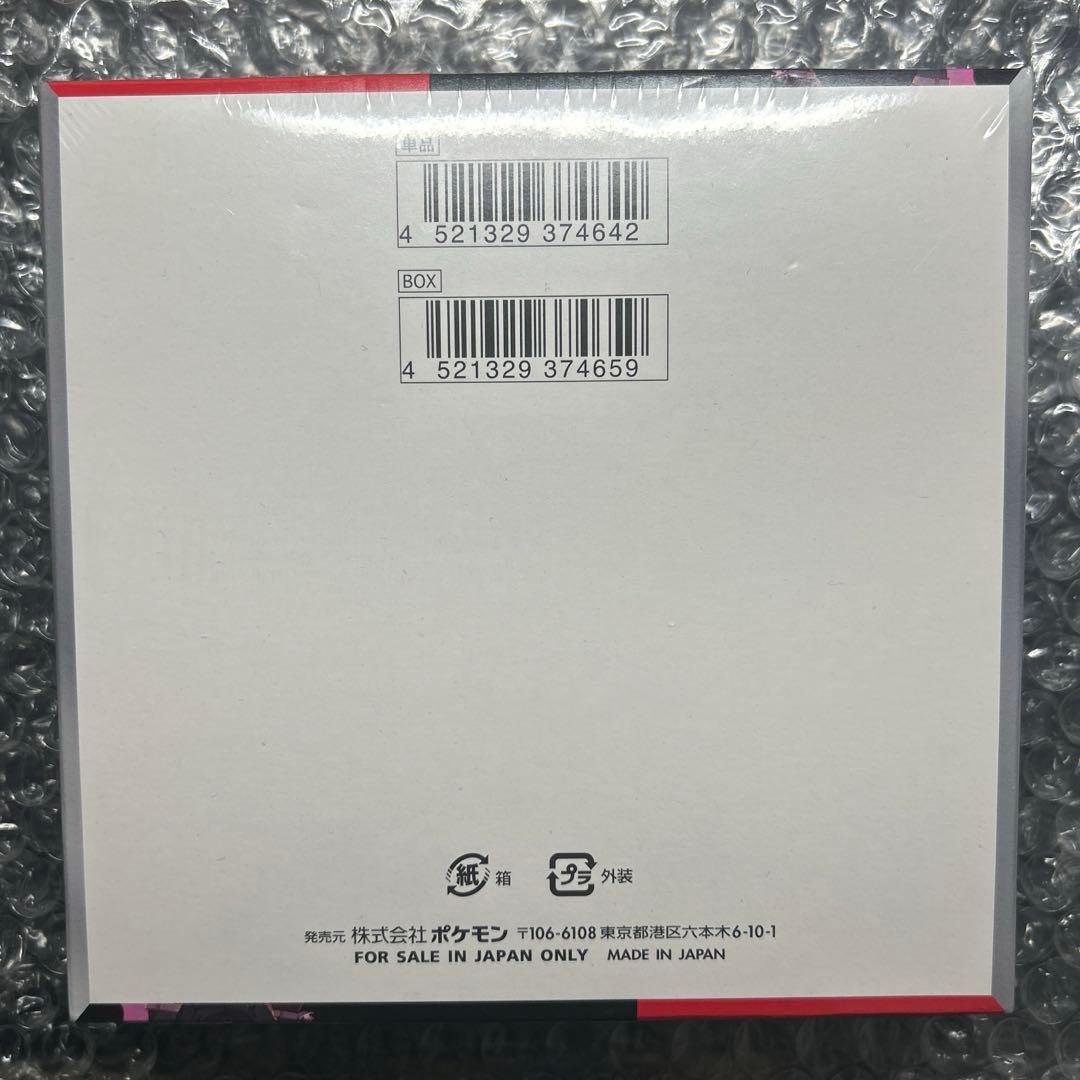 単品
4 521329 374642
BOX
4 521329 374659
紙 箱 プラ 外装
発売元 株式会社 ポケモン 〒106-6108 東京都港区六本木6-10-1
FOR SALE IN JAPAN ONLY MADE IN JAPAN